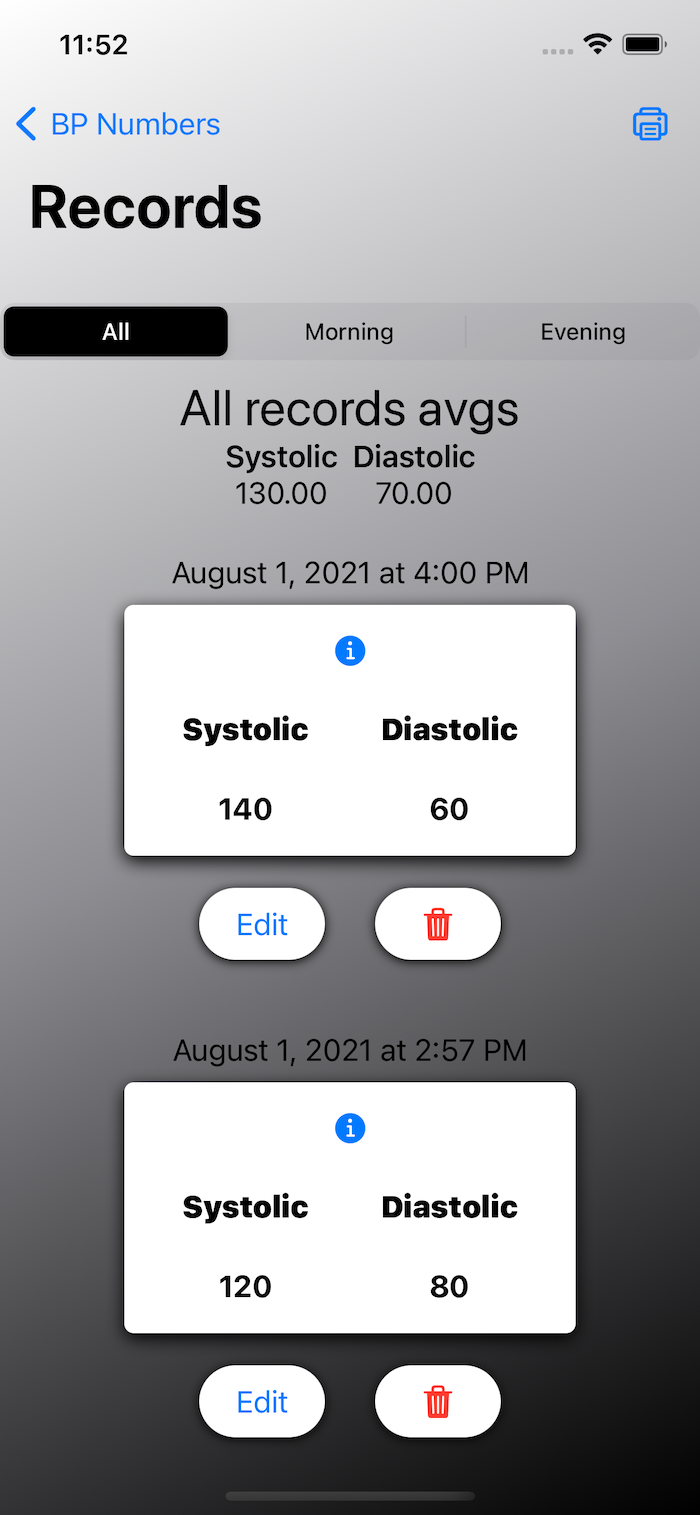 11:52
BP Numbers
Records
All Morning Evening
All records avgs
Systolic Diastolic
130.00 70.00
August 1, 2021 at 4:00 PM
Systolic Diastolic
140 60
Edit
August 1, 2021 at 2:57 PM
Systolic Diastolic
120 80
Edit